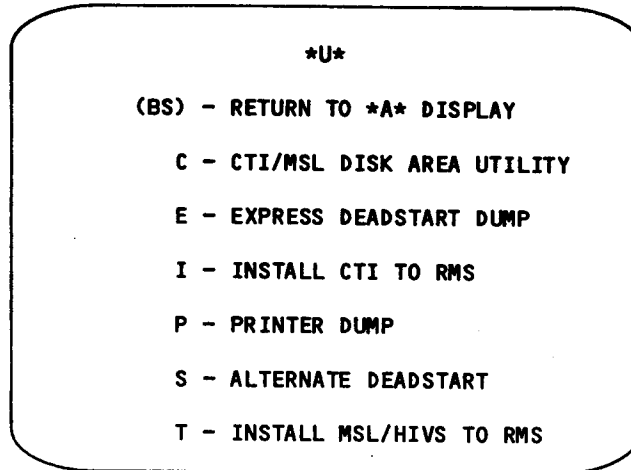 *U*
(BS) - RETURN TO *A* DISPLAY
C - CTI/MSL DISK AREA UTILITY
E - EXPRESS DEADSTART DUMP
I - INSTALL CTI TO RMS
P - PRINTER DUMP
S - ALTERNATE DEADSTART
T - INSTALL MSL/HIVS TO RMS